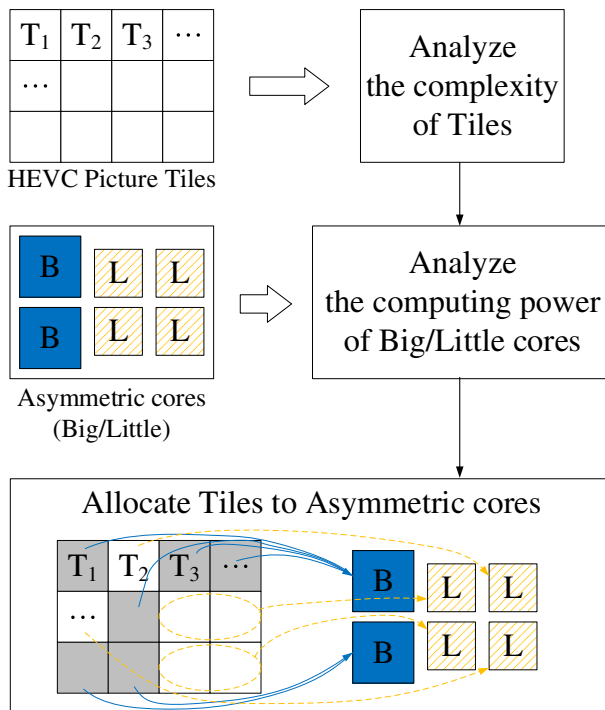 T1 T2 T3 ...
...
HEVC Picture Tiles
Analyze
the complexity
of Tiles
B L L
B L L
Asymmetric cores
(Big/Little)
Analyze
the computing power
of Big/Little cores
Allocate Tiles to Asymmetric cores
T1 T2 T3 ...
...
B L L
B L L